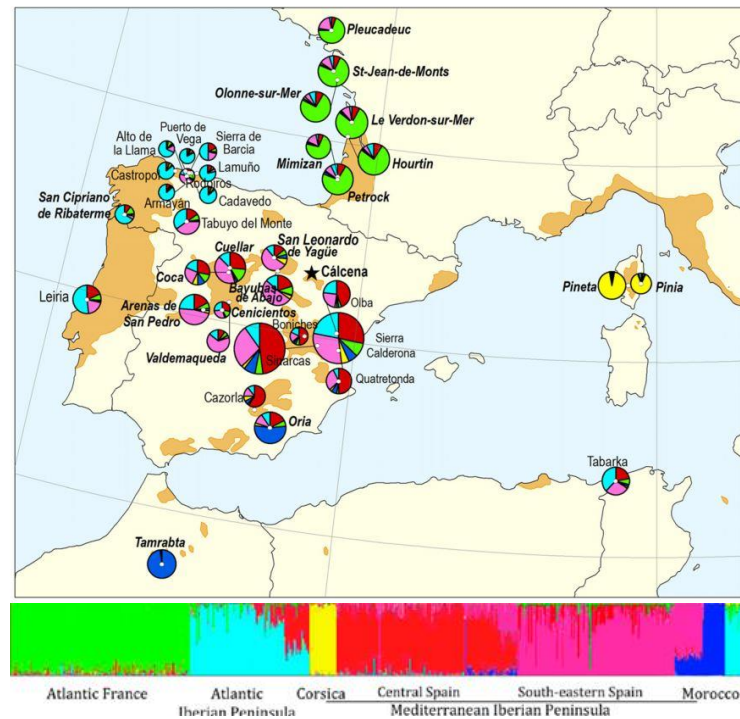 Pleucadeuc
St-Jean-de-Monts
Olonne-sur-Mer
Le Verdon-sur-Mer
Mimizan
Hourtin
Petrock
Puerto de
Vega
Sierra de
Barcia
Alto de
la Llama
Castropol
Lamuño
Rodoiros
Armayán
Cadavedo
San Cipriano
de Ribaterme
Tabuyo del Monte
Cuellar
San Leonardo
de Yagüe
Coca
Cálcena
Bayubas
de Abajo
Olba
Leiria
Arenas de
San Pedro
Cenicientos
Boniches
Sierra
Calderona
Valdemaqueda
Sinarcas
Quatretonda
Cazorla
Oria
Pineta
Pinia
Tabarka
Tamrabta
Atlantic France
Atlantic
Iberian Peninsula
Corsica
Central Spain
South-eastern Spain
Morocco
Mediterranean Iberian Peninsula